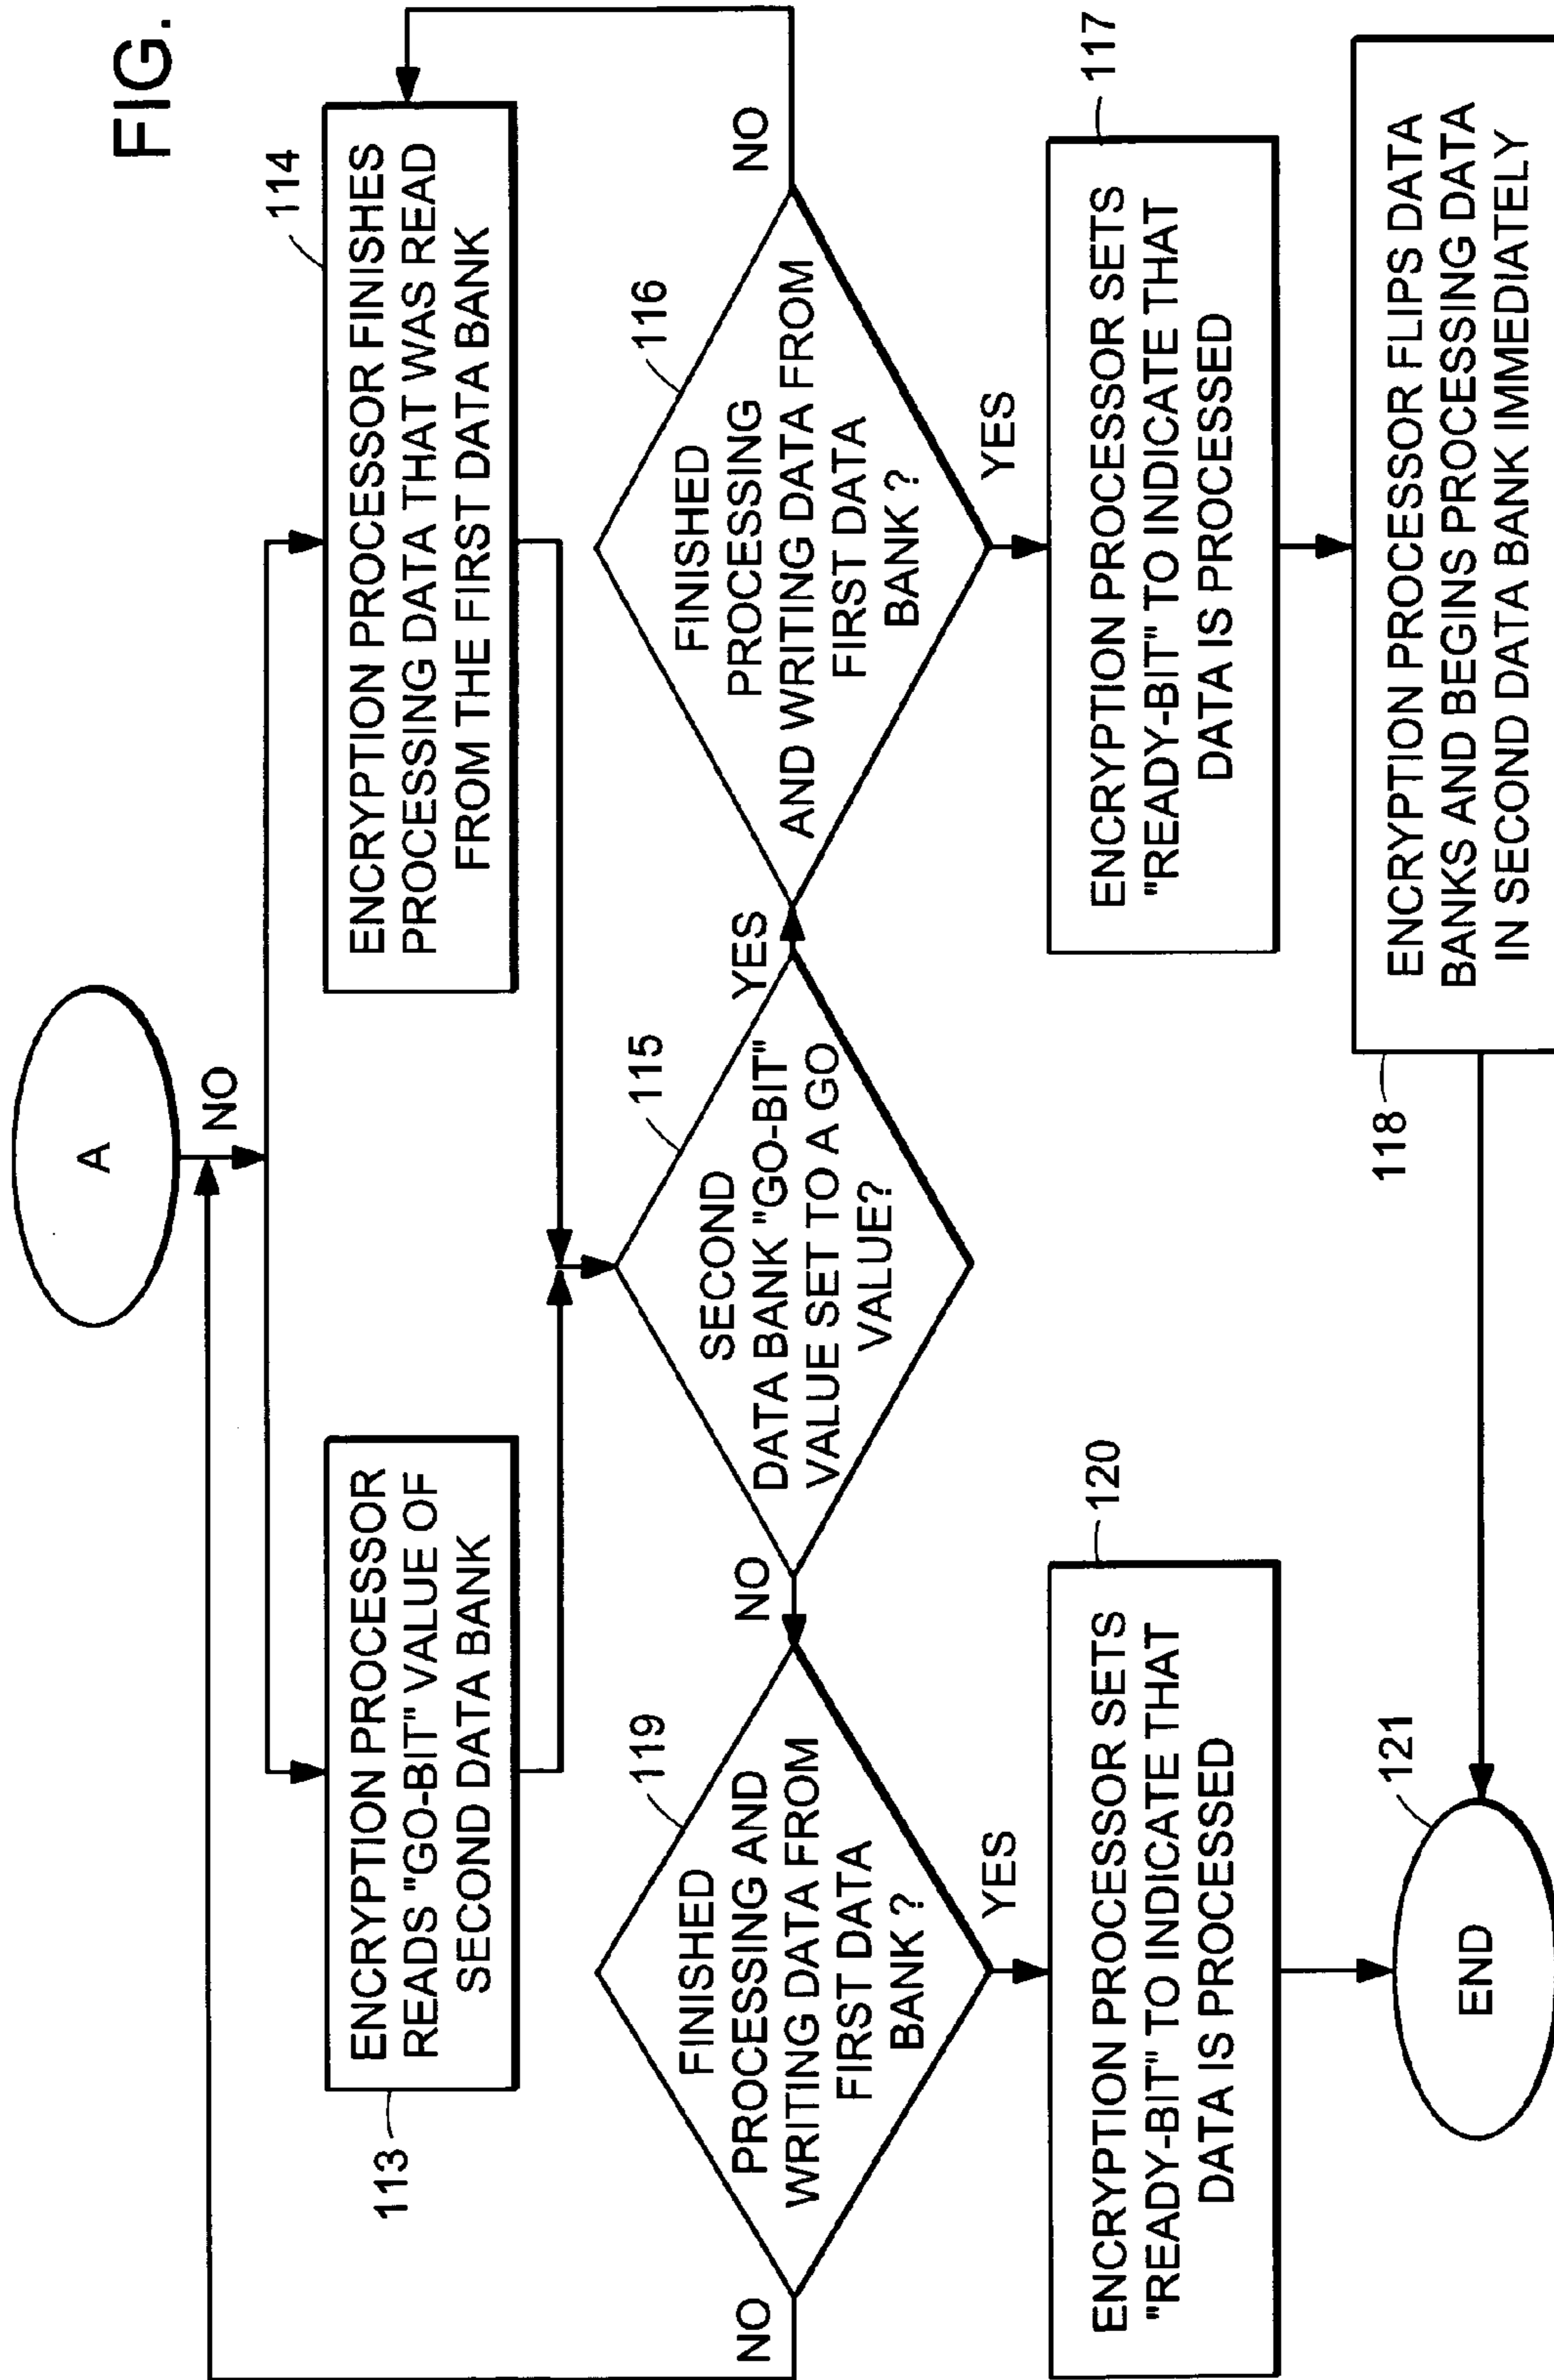 FIG.
A
NO
113
ENCRYPTION PROCESSOR
READS "GO-BIT" VALUE OF
SECOND DATA BANK
114
ENCRYPTION PROCESSOR FINISHES
PROCESSING DATA THAT WAS READ
FROM THE FIRST DATA BANK
115
SECOND
DATA BANK "GO-BIT"
VALUE SET TO A GO
VALUE?
NO
YES
119
FINISHED
PROCESSING AND
WRITING DATA FROM
FIRST DATA
BANK ?
NO
YES
116
FINISHED
PROCESSING
AND WRITING DATA FROM
FIRST DATA
BANK ?
NO
YES
120
ENCRYPTION PROCESSOR SETS
"READY-BIT" TO INDICATE THAT
DATA IS PROCESSED
117
ENCRYPTION PROCESSOR SETS
"READY-BIT" TO INDICATE THAT
DATA IS PROCESSED
121
END
118
ENCRYPTION PROCESSOR FLIPS DATA
BANKS AND BEGINS PROCESSING DATA
IN SECOND DATA BANK IMMEDIATELY